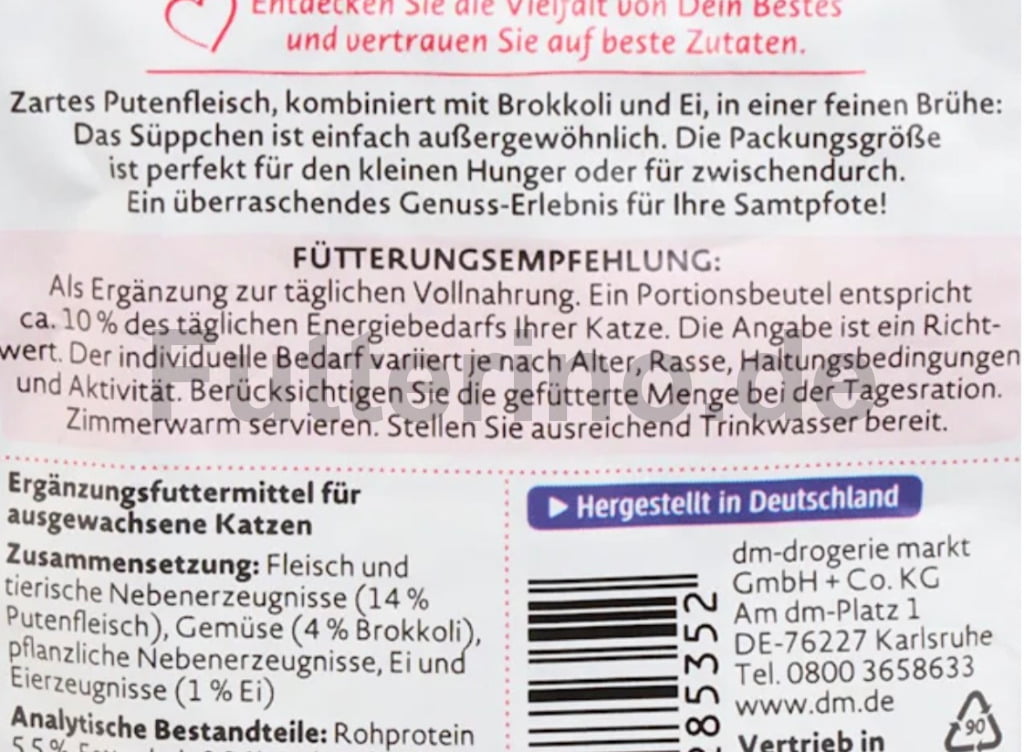 Entdecken Sie die Vielfalt von Dein Bestes
und vertrauen Sie auf beste Zutaten.
Zartes Putenfleisch, kombiniert mit Brokkoli und Ei, in einer feinen Brühe:
Das Süppchen ist einfach außergewöhnlich. Die Packungsgröße
ist perfekt für den kleinen Hunger oder für zwischendurch.
Ein überraschendes Genuss-Erlebnis für Ihre Samtpfote!
FÜTTERUNGSEMPFEHLUNG:
Als Ergänzung zur täglichen Vollnahrung. Ein Portionsbeutel entspricht
ca. 10 % des täglichen Energiebedarfs Ihrer Katze. Die Angabe ist ein Richt-
wert. Der individuelle Bedarf variiert je nach Alter, Rasse, Haltungsbedingungen
und Aktivität. Berücksichtigen Sie die gefütterte Menge bei der Tagesration.
Zimmerwarm servieren. Stellen Sie ausreichend Trinkwasser bereit.
Futterino.de
Ergänzungsfuttermittel für
ausgewachsene Katzen
Zusammensetzung: Fleisch und
tierische Nebenerzeugnisse (14 %
Putenfleisch), Gemüse (4 % Brokkoli),
pflanzliche Nebenerzeugnisse, Ei und
Eierzeugnisse (1 % Ei)
Analytische Bestandteile: Rohprotein
5,5 %
Hergestellt in Deutschland
dm-drogerie markt
GmbH + Co. KG
Am dm-Platz 1
DE-76227 Karlsruhe
Tel. 0800 3658633
www.dm.de
Vertrieb in
90
285352